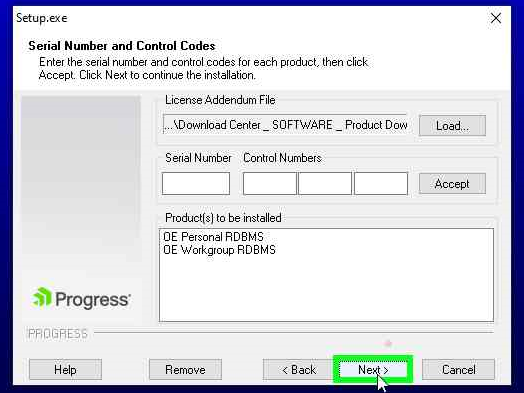 Setup.exe
Serial Number and Control Codes
Enter the serial number and control codes for each product, then click
Accept. Click Next to continue the installation.
License Addendum File
...\Download Center _ SOFTWARE _ Product Dow
Load...
Serial Number Control Numbers
Accept
Product(s) to be installed
OE Personal RDBMS
OE Workgroup RDBMS
Progress
PROGRESS
Help Remove < Back Next > Cancel